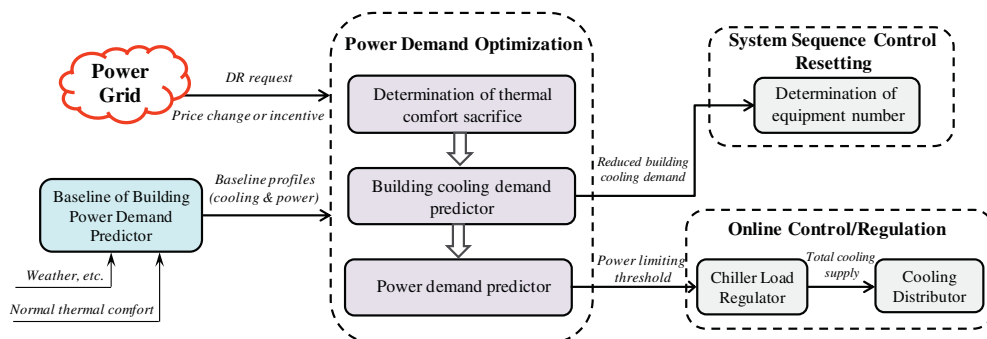 Power
Grid
DR request
Price change or incentive
Baseline of Building
Power Demand
Predictor
Baseline profiles
(cooling & power)
Weather, etc.
Normal thermal comfort
Power Demand Optimization
Determination of thermal
comfort sacrifice
Building cooling demand
predictor
Power demand predictor
Reduced building
cooling demand
System Sequence Control
Resetting
Determination of
equipment number
Power limiting
threshold
Online Control/Regulation
Chiller Load
Regulator
Total cooling
supply
Cooling
Distributor